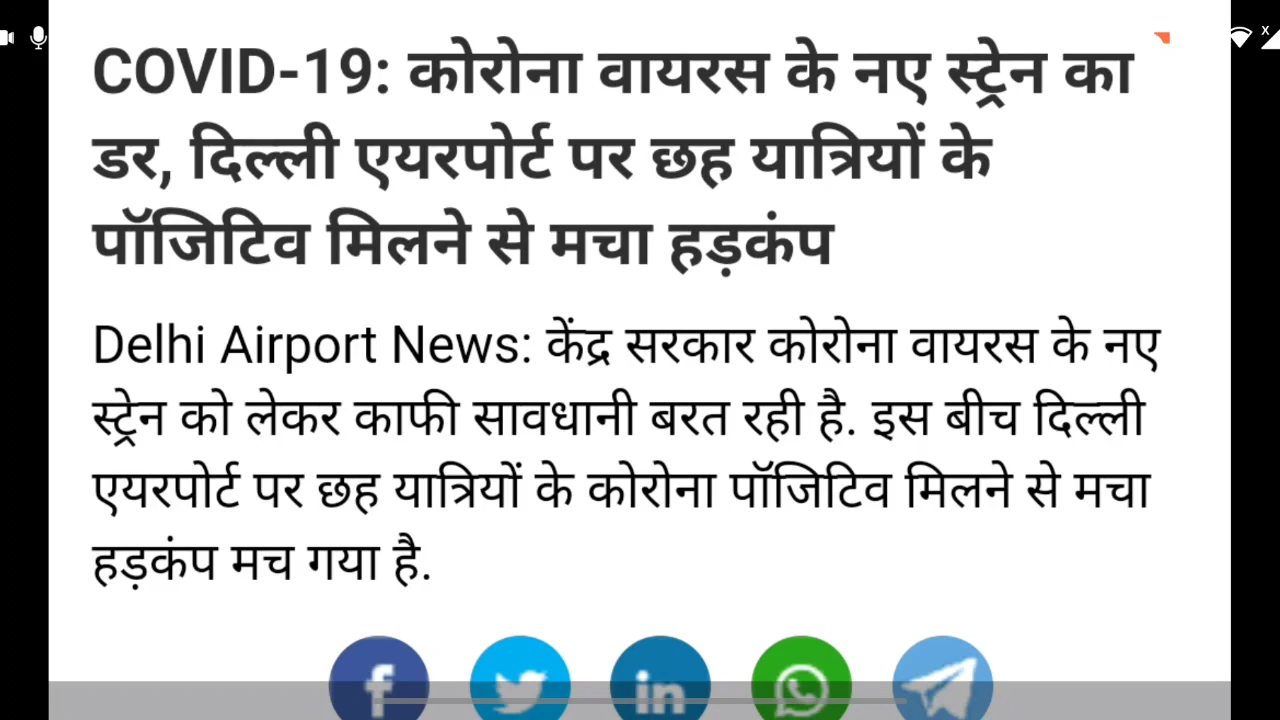 COVID-19: कोरोना वायरस के नए स्ट्रेन का
डर, दिल्ली एयरपोर्ट पर छह यात्रियों के
पॉजिटिव मिलने से मचा हड़कंप
Delhi Airport News: केंद्र सरकार कोरोना वायरस के नए
स्ट्रेन को लेकर काफी सावधानी बरत रही है. इस बीच दिल्ली
एयरपोर्ट पर छह यात्रियों के कोरोना पॉजिटिव मिलने से मचा
हड़कंप मच गया है.